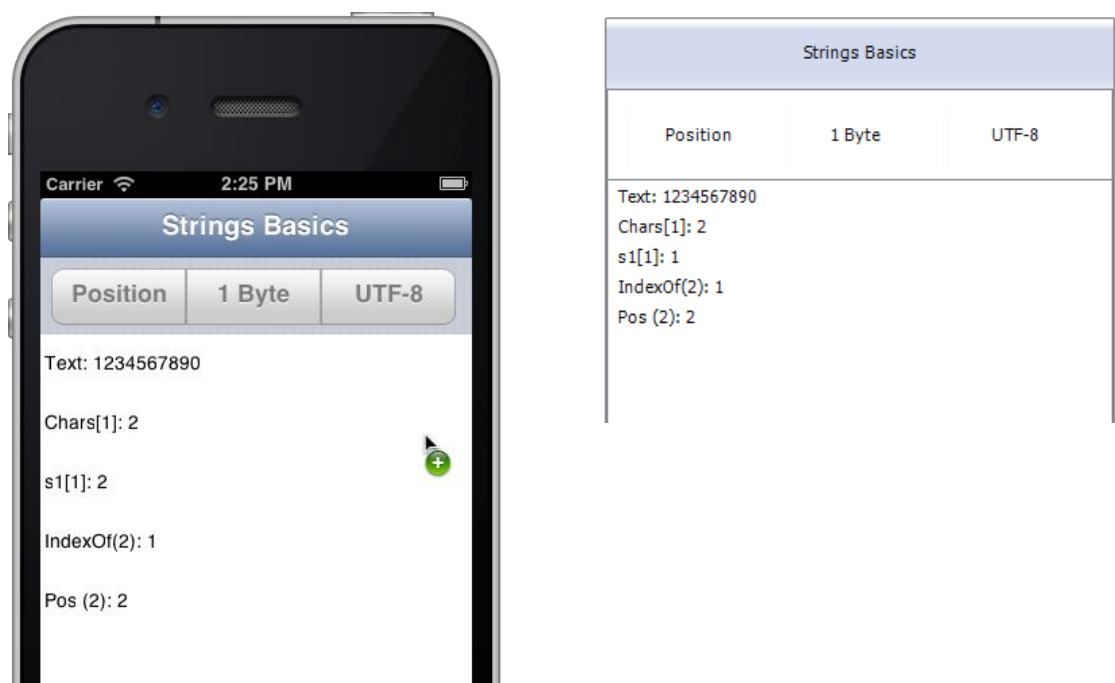 Carrier 2:25 PM
Strings Basics
Position 1 Byte UTF-8
Text: 1234567890
Chars[1]: 2
s1[1]: 2
IndexOf(2): 1
Pos (2): 2
Strings Basics
Position 1 Byte UTF-8
Text: 1234567890
Chars[1]: 2
s1[1]: 1
IndexOf(2): 1
Pos (2): 2